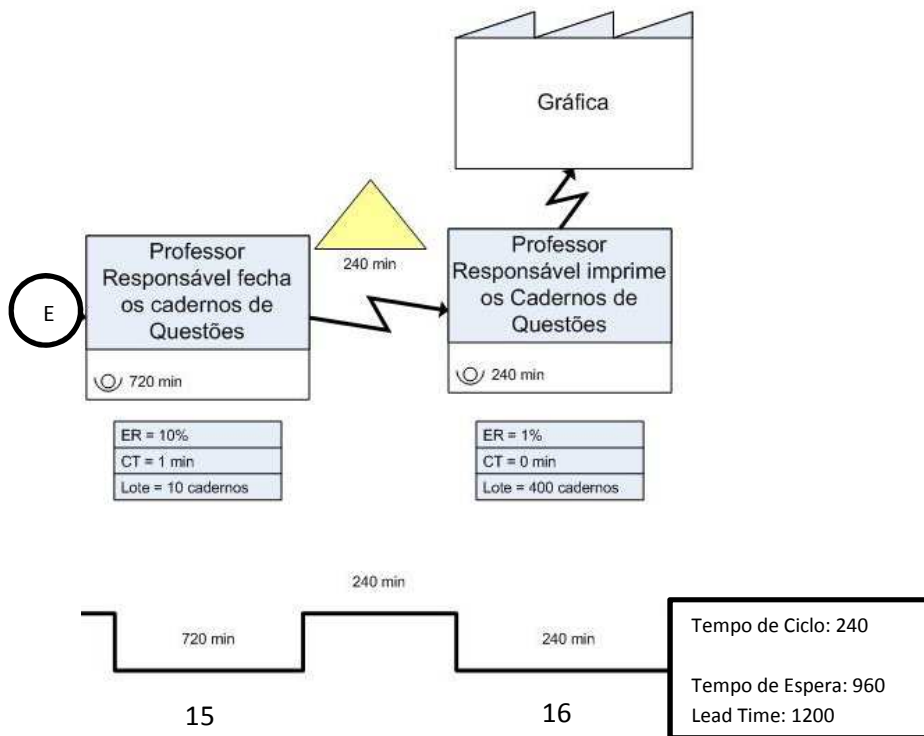 Gráfica
240 min
Professor
Responsável fecha
os cadernos de
Questões
720 min
E
Professor
Responsável imprime
os Cadernos de
Questões
240 min
ER = 10%
CT = 1 min
Lote = 10 cadernos
ER = 1%
CT = 0 min
Lote = 400 cadernos
240 min
720 min
240 min
15
16
Tempo de Ciclo: 240
Tempo de Espera: 960
Lead Time: 1200